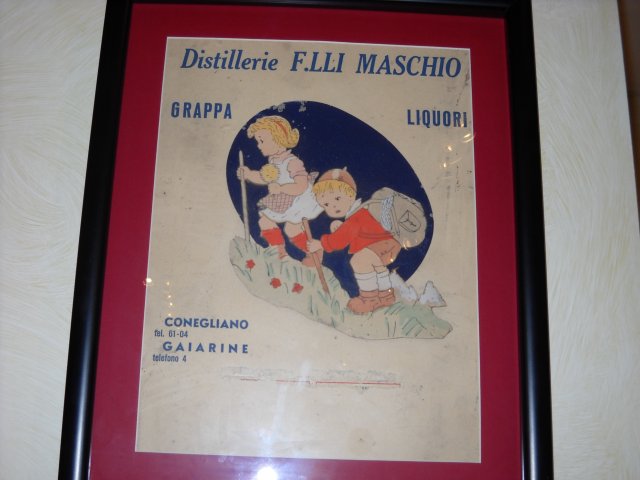 Distillerie F.LLI MASCHIO
GRAPPA LIQUORI
CONEGLIANO
tel. 61-04
GAIARINE
telefono 4